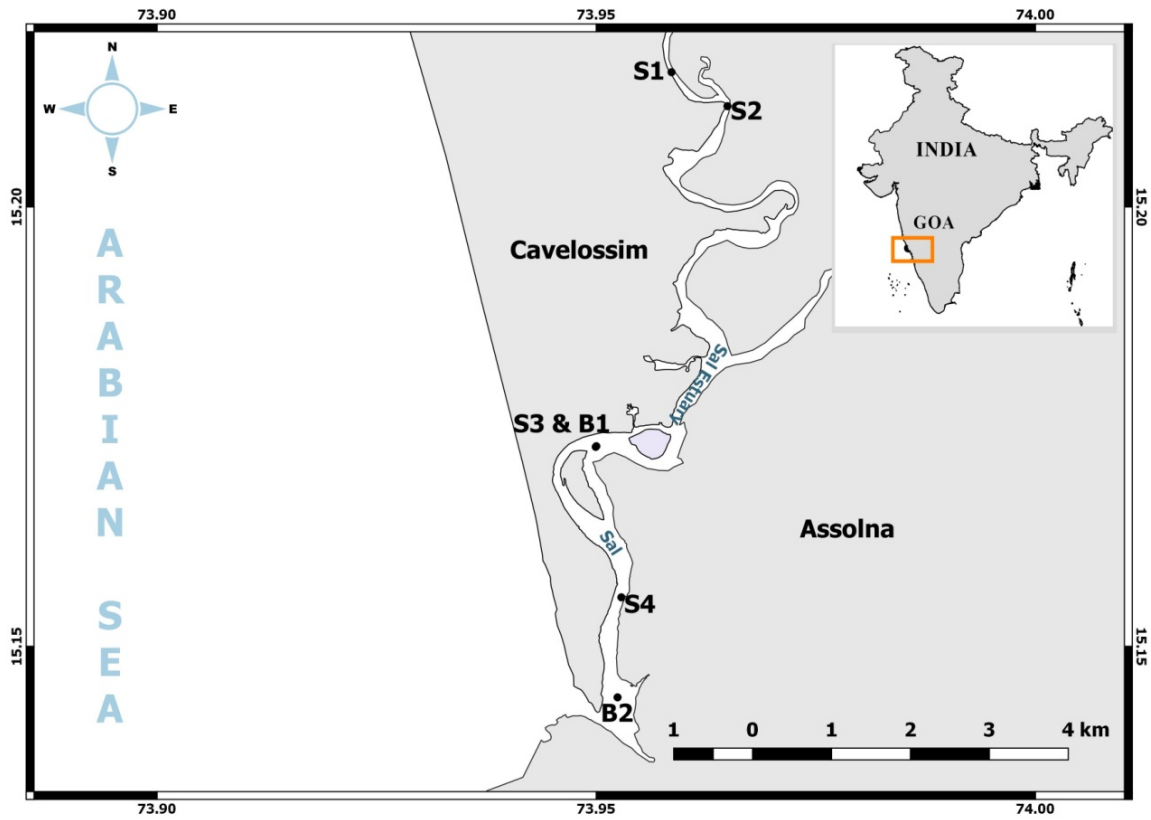 73.90 73.95 74.00
N
W E
S
S1
S2
INDIA
GOA
15.20 15.20
ARABIAN SEA
Cavelossim
Sal Estuary
S3 & B1
Sal
Assolna
S4
15.15 15.15
B2
1 0 1 2 3 4 km
73.90 73.95 74.00